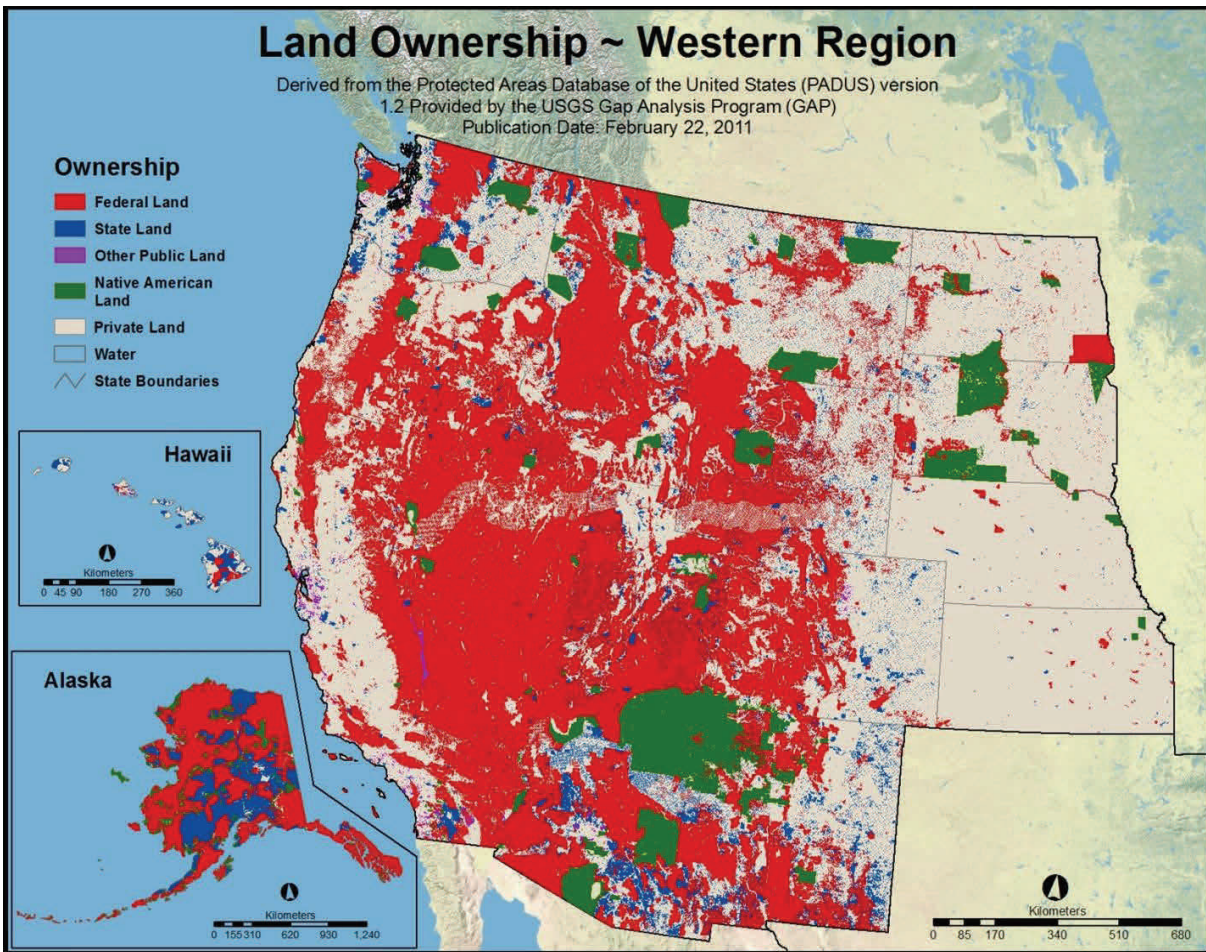 Land Ownership ~ Western Region
Derived from the Protected Areas Database of the United States (PADUS) version
1.2 Provided by the USGS Gap Analysis Program (GAP)
Publication Date: February 22, 2011
Ownership
Federal Land
State Land
Other Public Land
Native American
Land
Private Land
Water
State Boundaries
Hawaii
Kilometers
0 45 90 180 270 360
Alaska
Kilometers
0 155 310 620 930 1,240
Kilometers
0 85 170 340 510 680